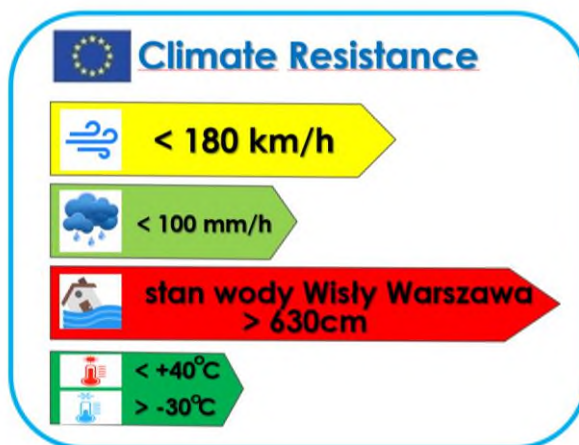 Climate Resistance
< 180 km/h
< 100 mm/h
stan wody Wisły Warszawa
> 630cm
< +40°C
> -30°C